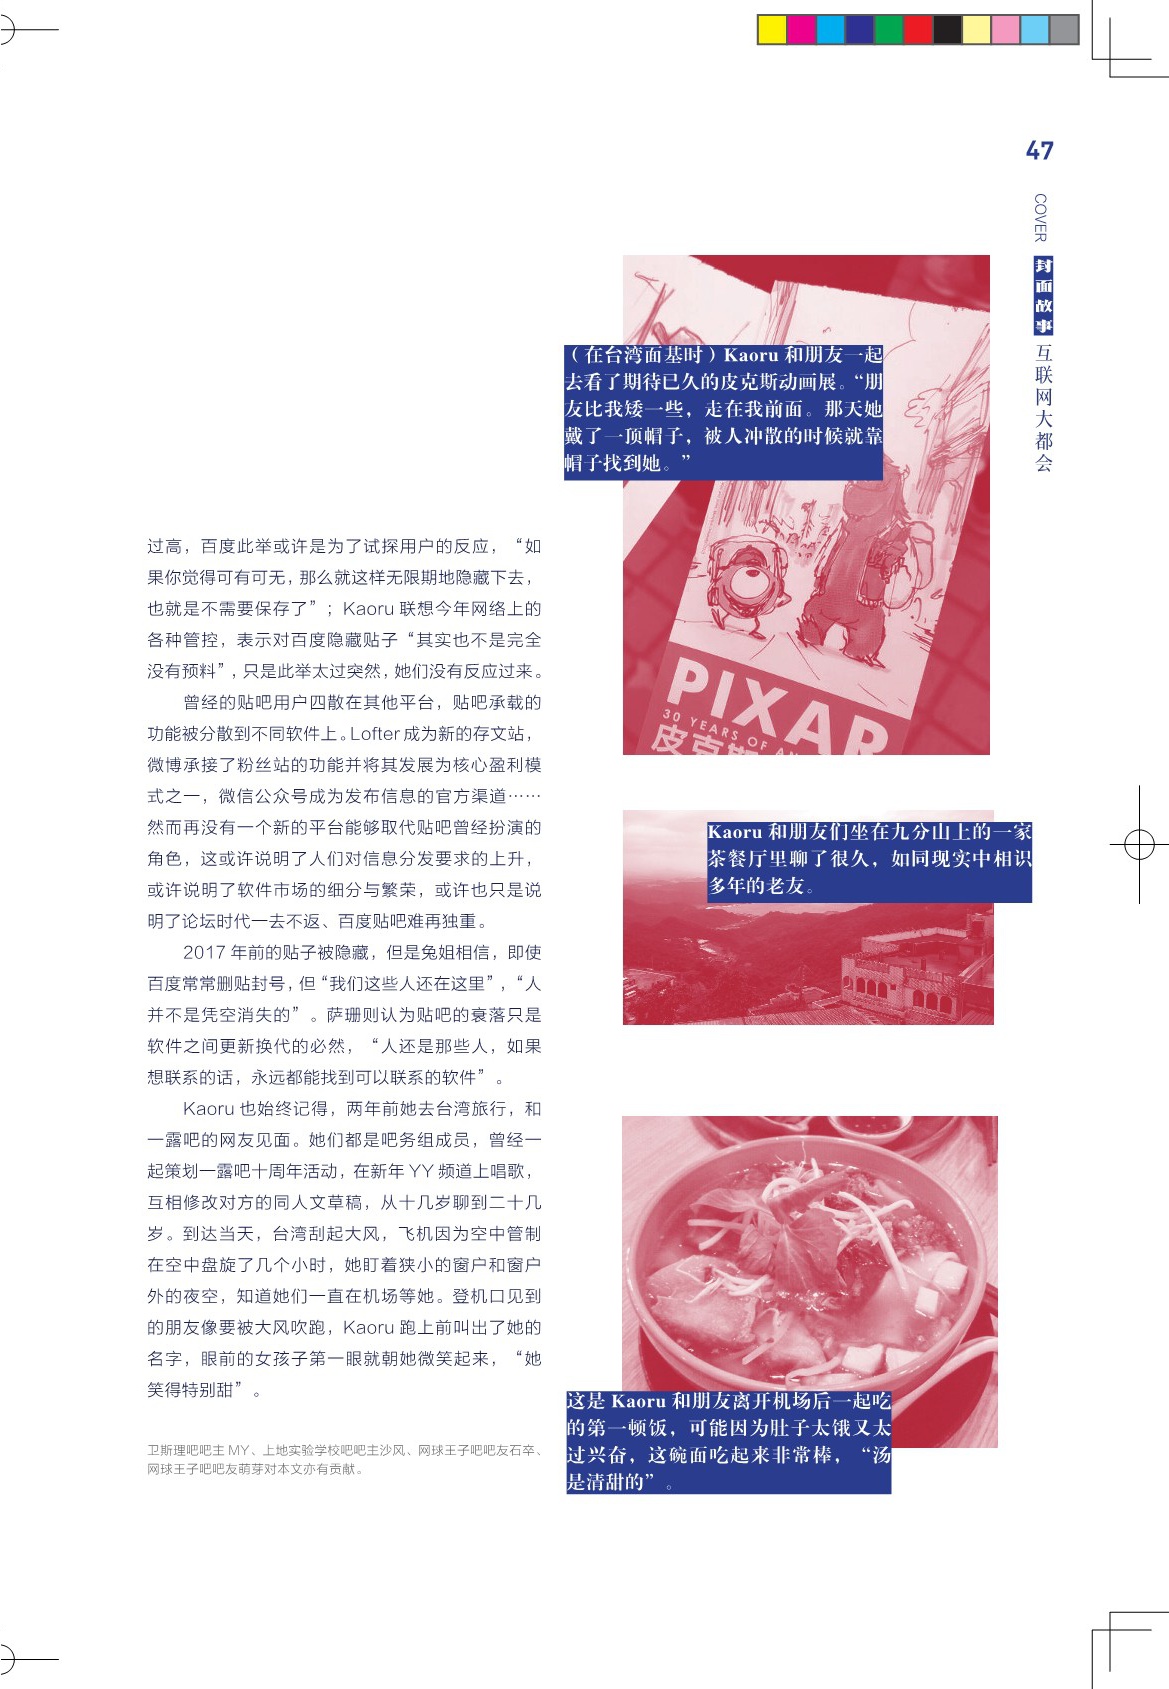 47
COVER
封面故事
互联网大都会
（在台湾面基时）Kaoru 和朋友一起
去看了期待已久的皮克斯动画展。“朋
友比我矮一些，走在我前面。那天她
戴了一顶帽子，被人冲散的时候就靠
帽子找到她。”
PIXAR
30 YEARS OF AN
皮克斯
过高，百度此举或许是为了试探用户的反应，“如
果你觉得可有可无，那么就这样无限期地隐藏下去，
也就是不需要保存了”；Kaoru 联想今年网络上的
各种管控，表示对百度隐藏贴子“其实也不是完全
没有预料”，只是此举太过突然，她们没有反应过来。
曾经的贴吧用户四散在其他平台，贴吧承载的
功能被分散到不同软件上。Lofter 成为新的存文站，
微博承接了粉丝站的功能并将其发展为核心盈利模
式之一，微信公众号成为发布信息的官方渠道……
然而再没有一个新的平台能够取代贴吧曾经扮演的
角色，这或许说明了人们对信息分发要求的上升，
或许说明了软件市场的细分与繁荣，或许也只是说
明了论坛时代一去不返、百度贴吧难再独重。
2017 年前的贴子被隐藏，但是兔姐相信，即使
百度常常删贴封号，但“我们这些人还在这里”，“人
并不是凭空消失的”。萨珊则认为贴吧的衰落只是
软件之间更新换代的必然，“人还是那些人，如果
想联系的话，永远都能找到可以联系的软件”。
Kaoru 也始终记得，两年前她去台湾旅行，和
一露吧的网友见面。她们都是吧务组成员，曾经一
起策划一露吧十周年活动，在新年 YY 频道上唱歌，
互相修改对方的同人文草稿，从十几岁聊到二十几
岁。到达当天，台湾刮起大风，飞机因为空中管制
在空中盘旋了几个小时，她盯着狭小的窗户和窗户
外的夜空，知道她们一直在机场等她。登机口见到
的朋友像要被大风吹跑，Kaoru 跑上前叫出了她的
名字，眼前的女孩子第一眼就朝她微笑起来，“她
笑得特别甜”。
卫斯理吧吧主 MY、上地实验学校吧吧主沙风、网球王子吧吧友石卒、
网球王子吧吧友萌芽对本文亦有贡献。
Kaoru 和朋友们坐在九分山上的一家
茶餐厅里聊了很久，如同现实中相识
多年的老友。
这是 Kaoru 和朋友离开机场后一起吃
的第一顿饭，可能因为肚子太饿又太
过兴奋，这碗面吃起来非常棒，“汤
是清甜的”。